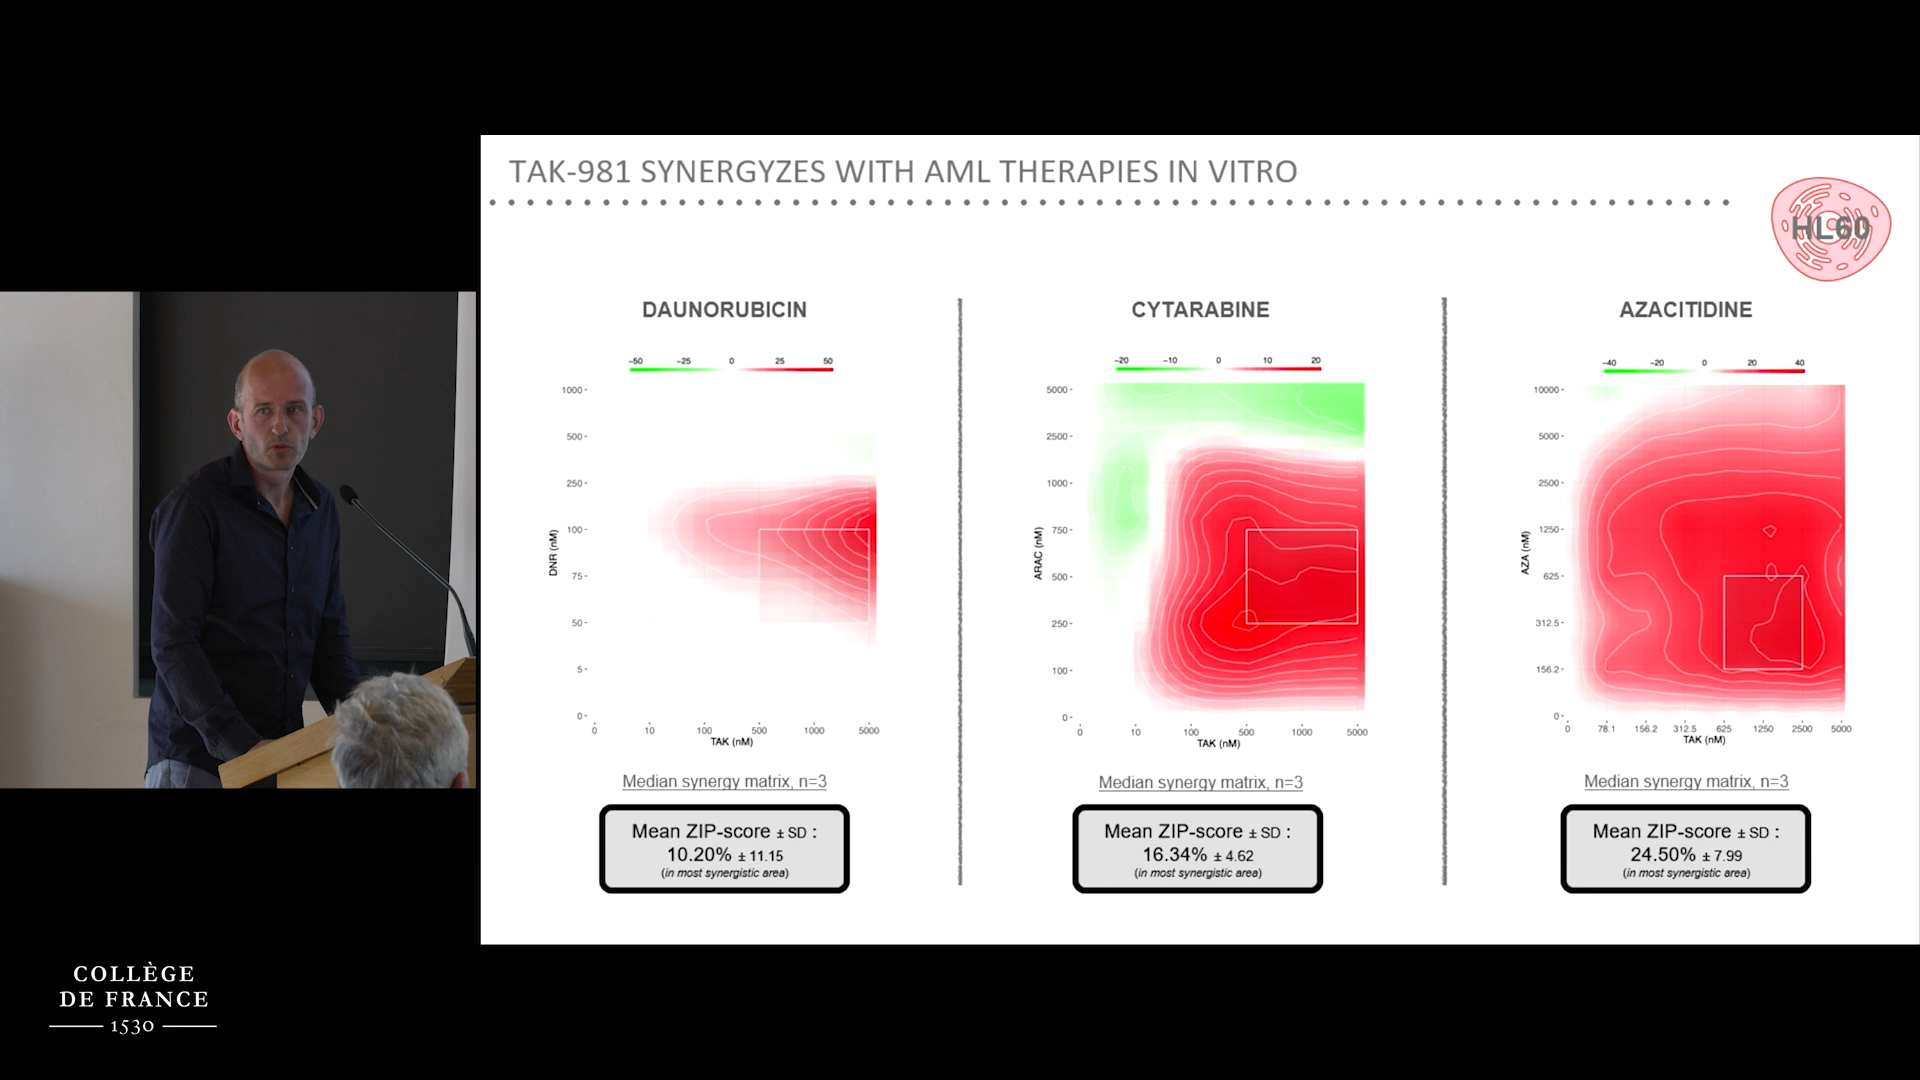 TAK-981 SYNERGYZES WITH AML THERAPIES IN VITRO
HL60
DAUNORUBICIN
-50 -25 0 25 50
1000
500
250
100
75
50
5
0
DNR (nM)
0 10 100 500 1000 5000
TAK (nM)
Median synergy matrix, n=3
Mean ZIP-score ± SD :
10.20% ± 11.15
(in most synergistic area)
CYTARABINE
-20 -10 0 10 20
5000
2500
1000
750
500
250
100
0
ARAC (nM)
0 10 100 500 1000 5000
TAK (nM)
Median synergy matrix, n=3
Mean ZIP-score ± SD :
16.34% ± 4.62
(in most synergistic area)
AZACITIDINE
-40 -20 0 20 40
10000
5000
2500
1250
625
312.5
156.2
0
AZA (nM)
0 78.1 156.2 312.5 625 1250 2500 5000
TAK (nM)
Median synergy matrix, n=3
Mean ZIP-score ± SD :
24.50% ± 7.99
(in most synergistic area)
COLLÈGE
DE FRANCE
1530